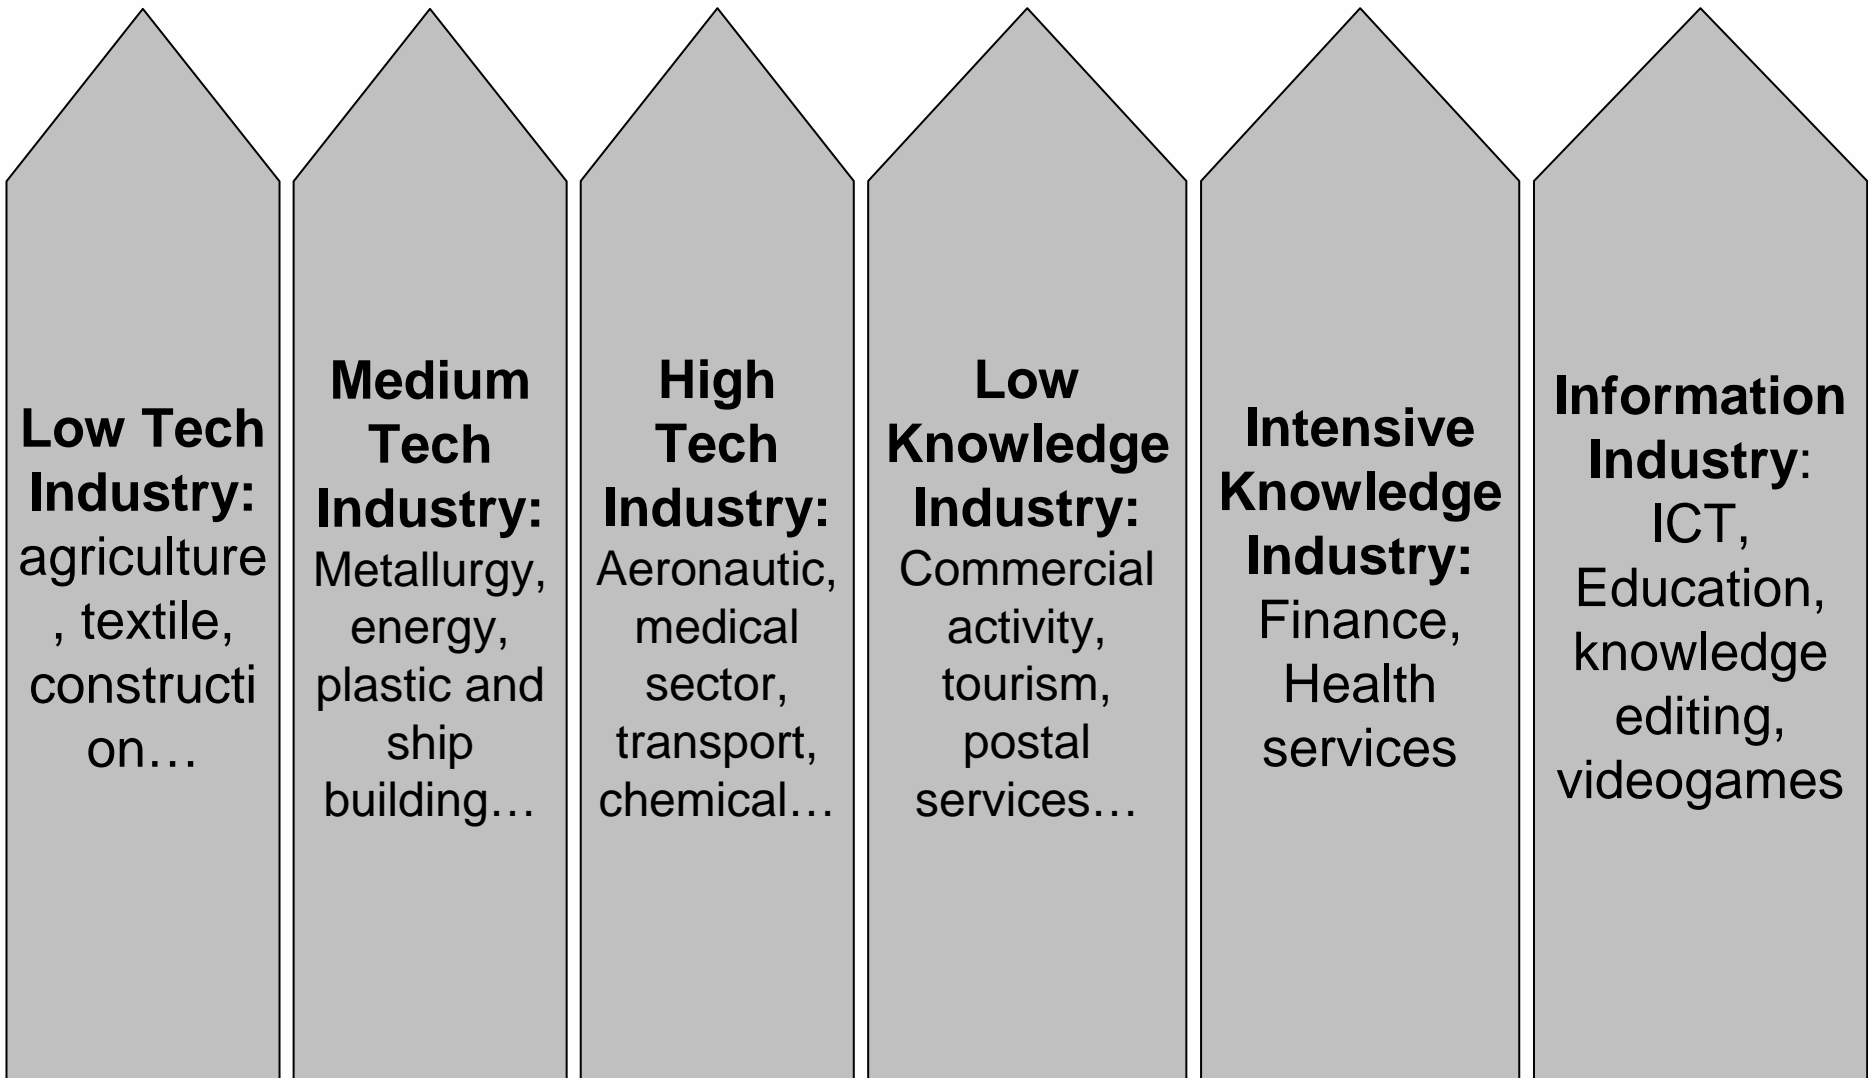 Low Tech
Industry:
agriculture
, textile,
constructi
on…
Medium
Tech
Industry:
Metallurgy,
energy,
plastic and
ship
building…
High
Tech
Industry:
Aeronautic,
medical
sector,
transport,
chemical…
Low
Knowledge
Industry:
Commercial
activity,
tourism,
postal
services…
Intensive
Knowledge
Industry:
Finance,
Health
services
Information
Industry:
ICT,
Education,
knowledge
editing,
videogames